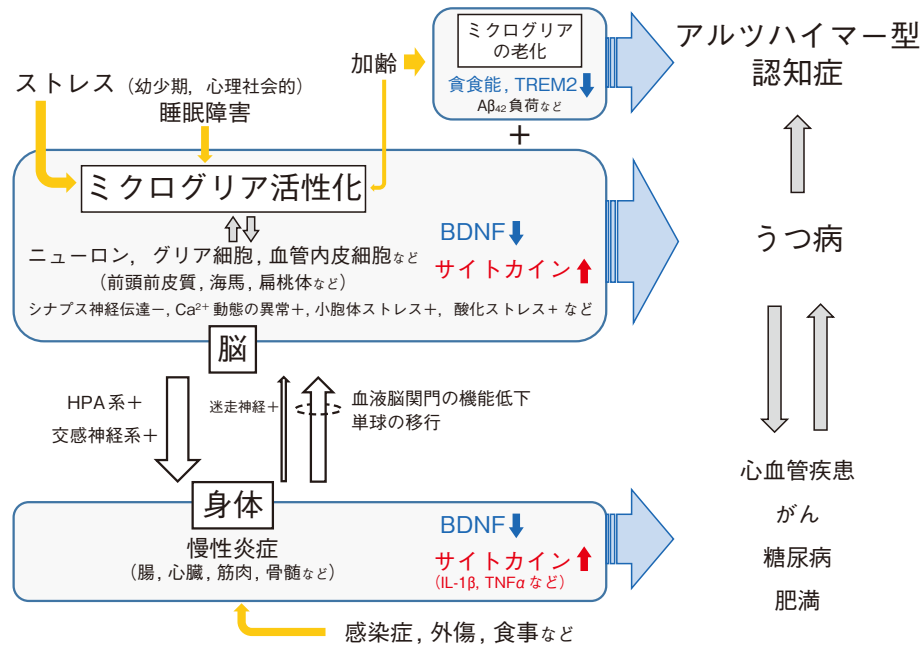 ミクログリア
の老化
貪食能, TREM2
Aβ₄₂ 負荷など
アルツハイマー型
認知症
加齢
ストレス（幼少期，心理社会的）
睡眠障害
+
ミクログリア活性化
ニューロン， グリア細胞，血管内皮細胞など
（前頭前皮質，海馬，扁桃体など）
シナプス神経伝達－, Ca²⁺ 動態の異常＋, 小胞体ストレス＋， 酸化ストレス＋ など
BDNF
サイトカイン
うつ病
脳
HPA 系＋
交感神経系＋
迷走神経＋
血液脳関門の機能低下
単球の移行
身体
慢性炎症
（腸，心臓，筋肉，骨髄など）
BDNF
サイトカイン
（IL-1β, TNFα など）
心血管疾患
がん
糖尿病
肥満
感染症，外傷，食事など